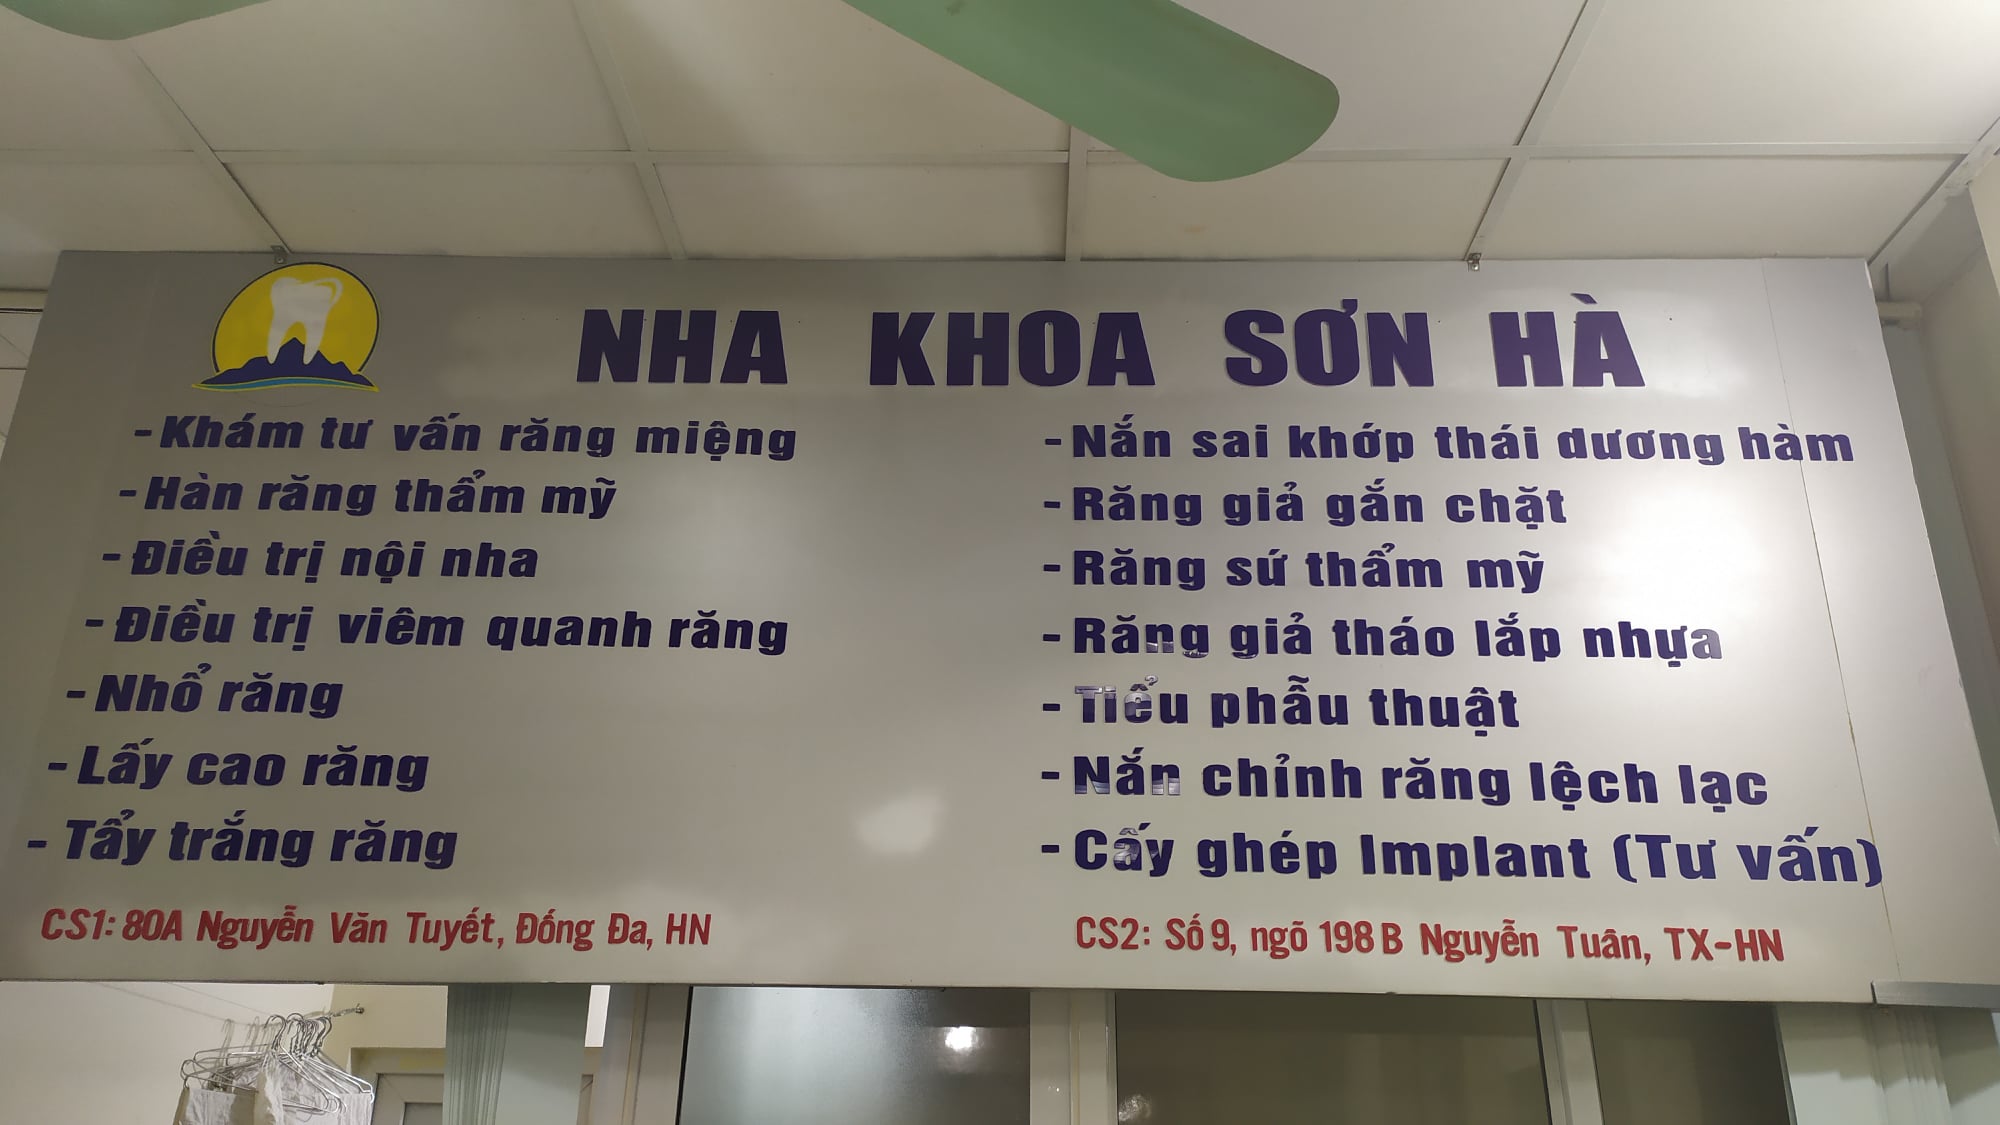 NHA KHOA SƠN HÀ
- Khám tư vấn răng miệng
- Hàn răng thẩm mỹ
- Điều trị nội nha
- Điều trị viêm quanh răng
- Nhổ răng
- Lấy cao răng
- Tẩy trắng răng
- Nắn sai khớp thái dương hàm
- Răng giả gắn chặt
- Răng sứ thẩm mỹ
- Răng giả tháo lắp nhựa
- Tiểu phẫu thuật
- Nắn chỉnh răng lệch lạc
- Cấy ghép Implant (Tư vấn)
CS1: 80A Nguyễn Văn Tuyết, Đống Đa, HN
CS2: Số 9, ngõ 198 B Nguyễn Tuân, TX-HN